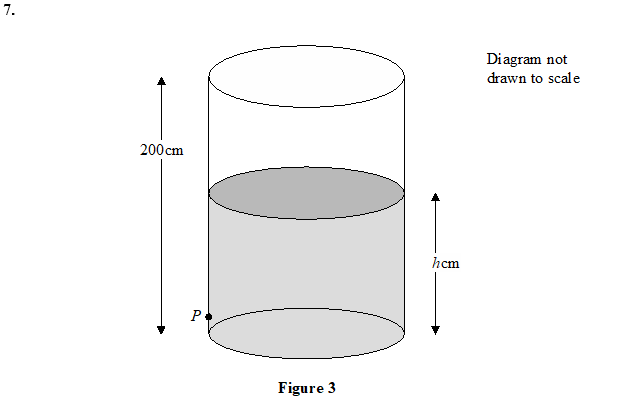 7.
Diagram not
drawn to scale
200cm
hcm
P
Figure 3